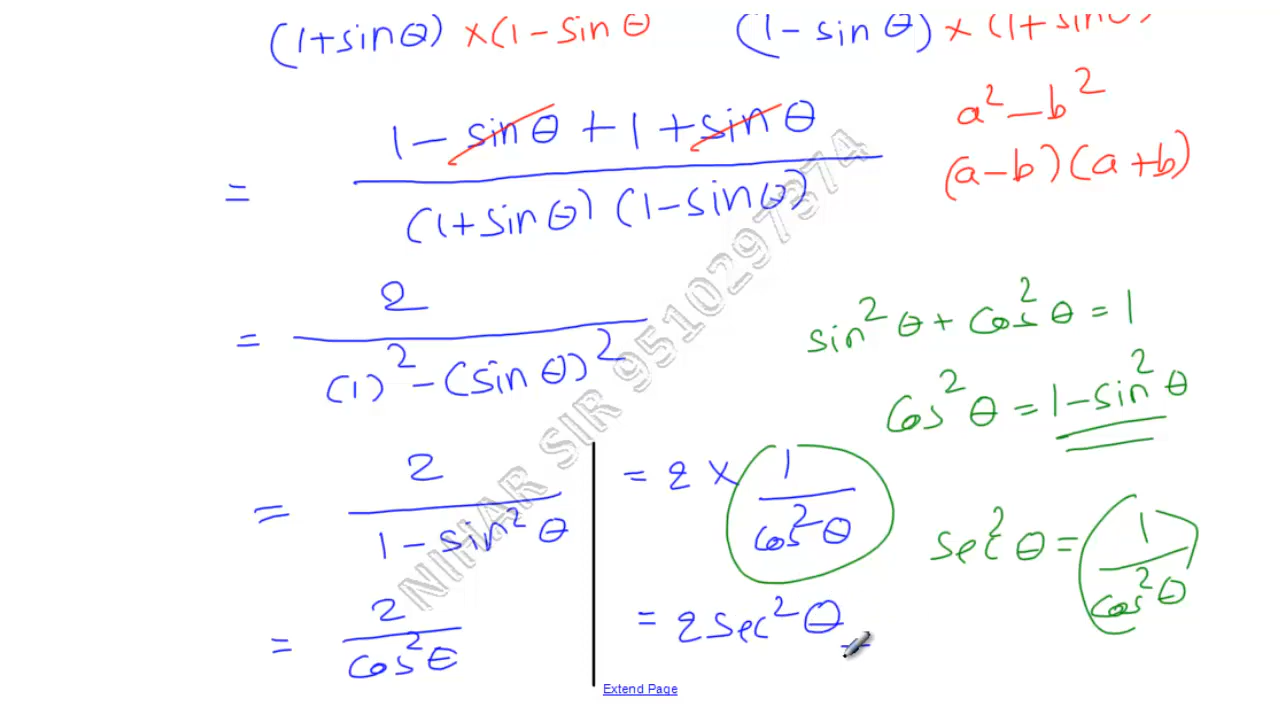 (1+sinθ) ×(1-sinθ (1-sinθ) × (1+sinθ)
a² - b²
(a-b)(a+b)
= 1 - sinθ + 1 + sinθ / (1+sinθ)(1-sinθ)
= 2 / (1)² - (sinθ)²
sin²θ + cos²θ = 1
cos²θ = 1-sin²θ
= 2 / 1 - sin²θ
= 2 / cos²θ
= 2 × 1 / cos²θ
= 2sec²θ
sec²θ = 1 / cos²θ
NIHAR SIR 9510297374
Extend Page